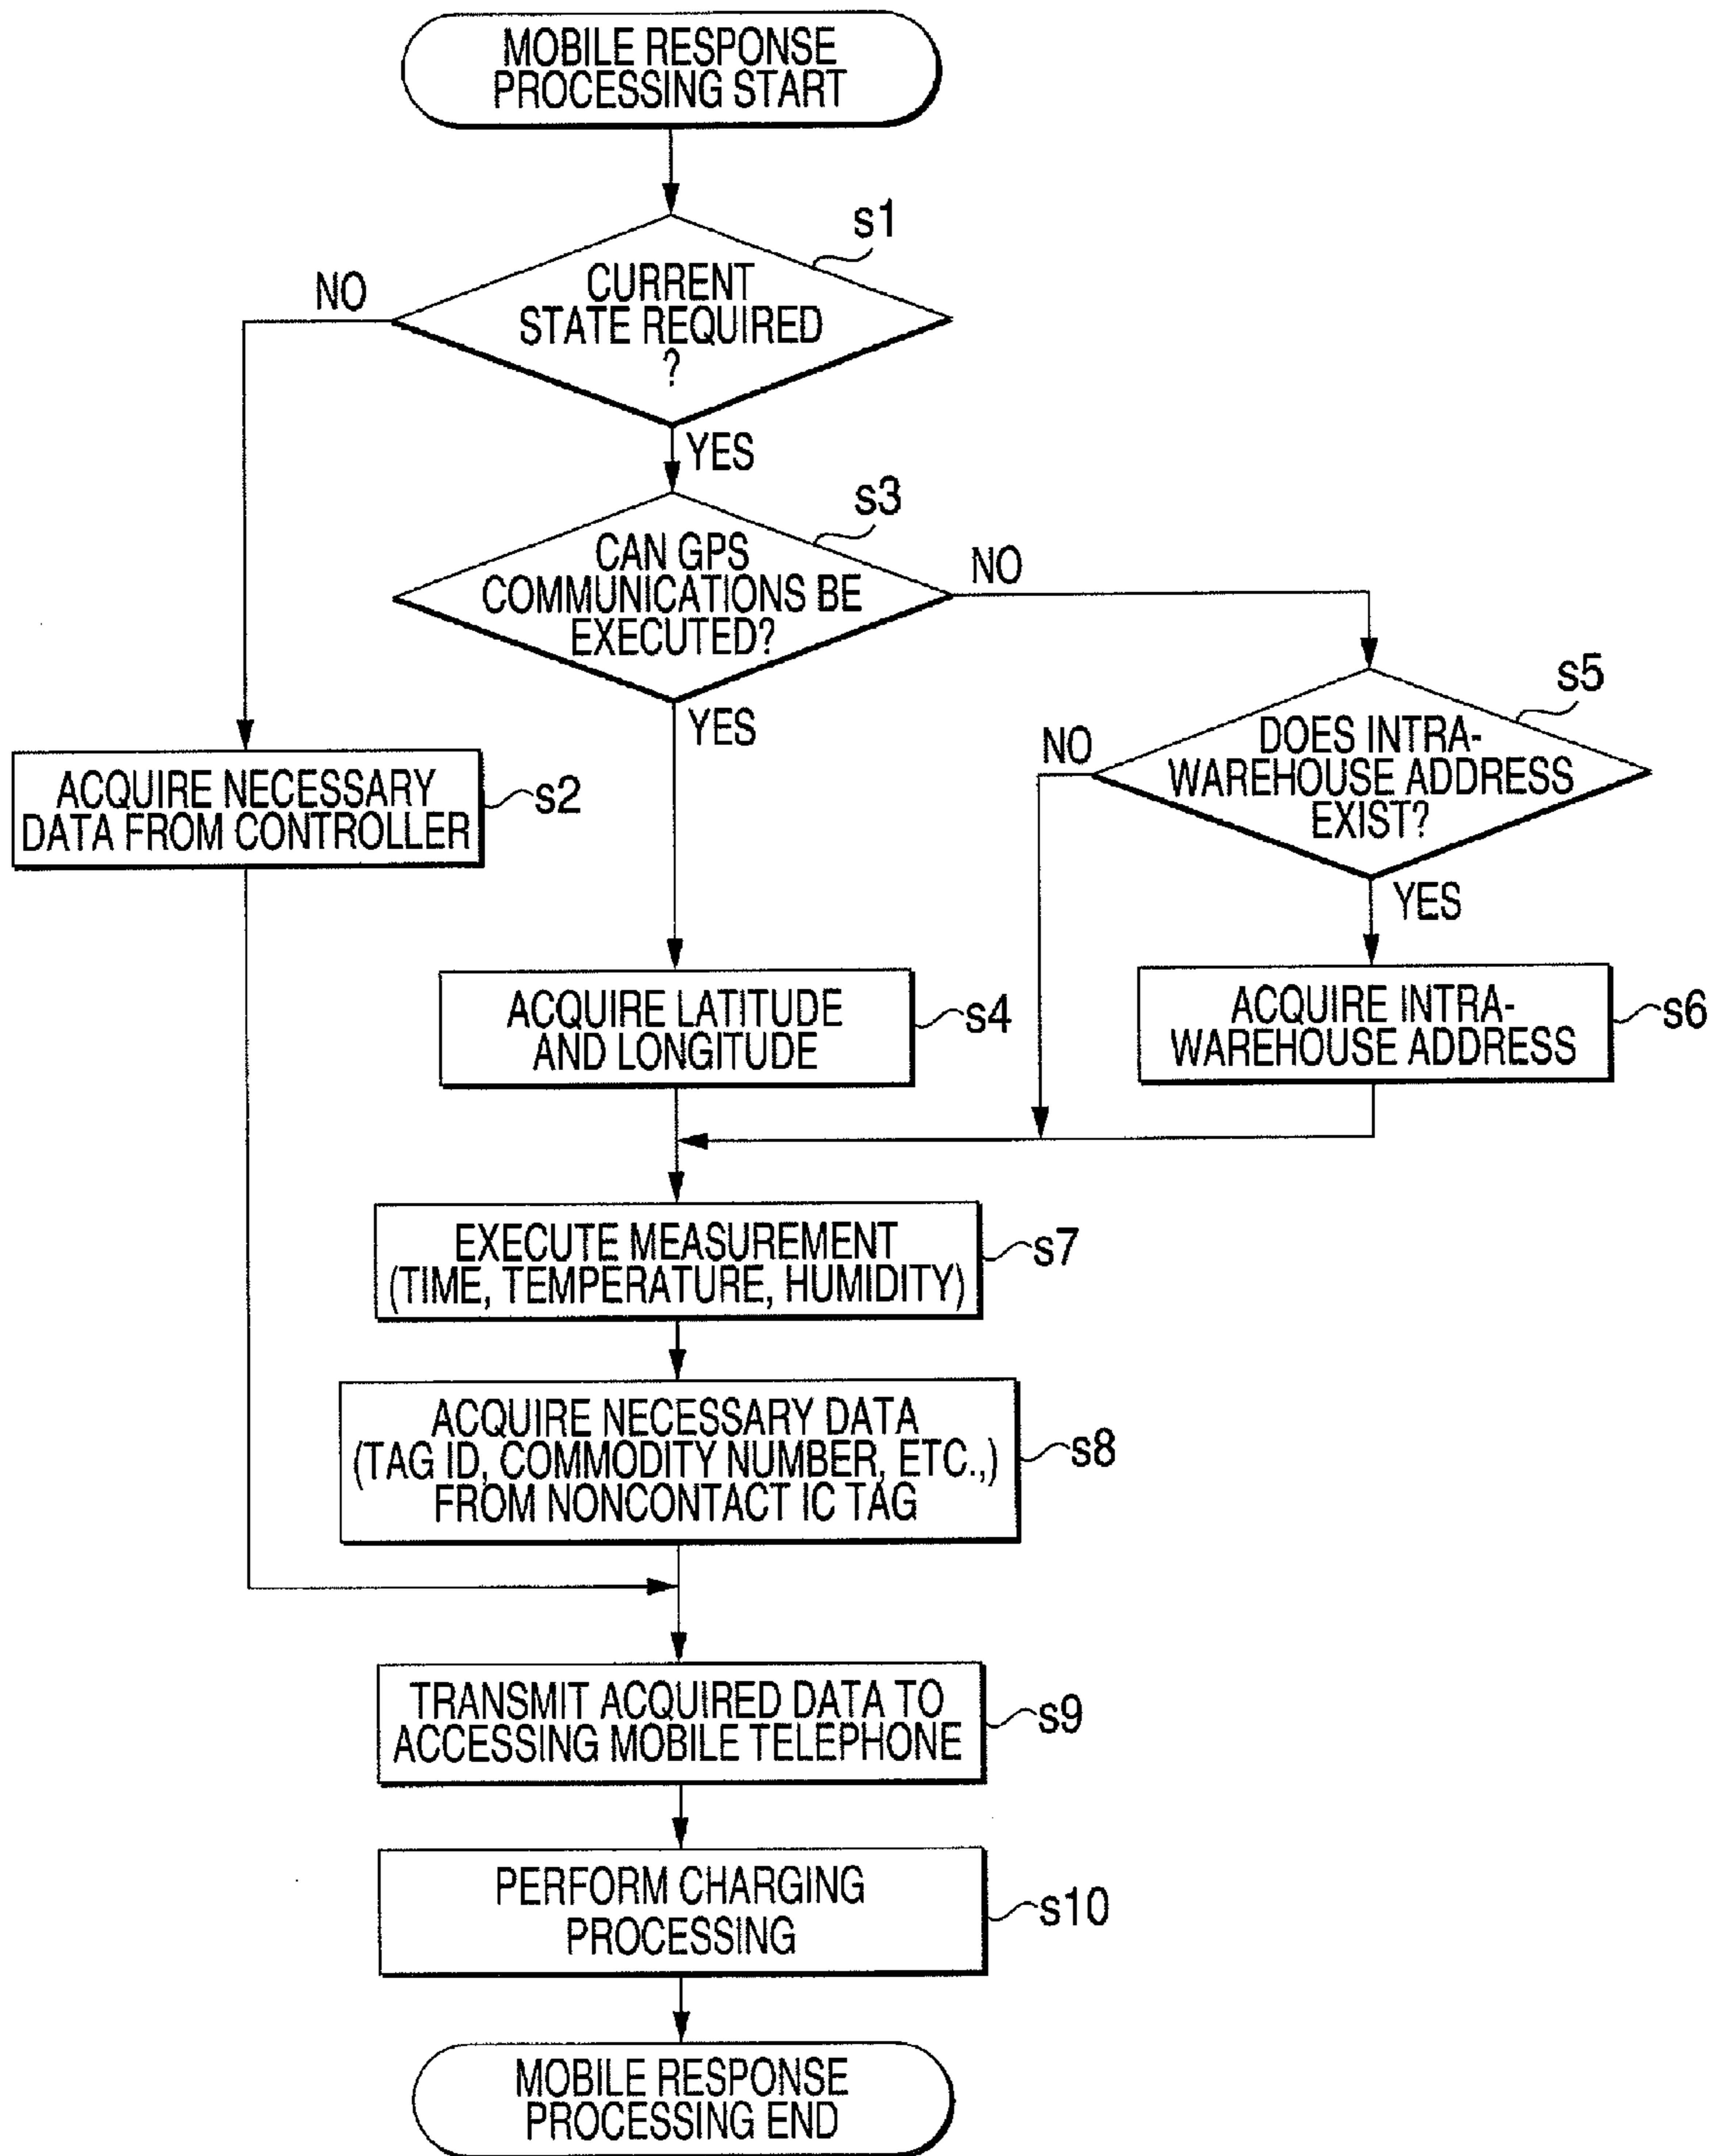 MOBILE RESPONSE
PROCESSING START
s1
NO
CURRENT
STATE REQUIRED
?
YES
s3
CAN GPS
COMMUNICATIONS BE
EXECUTED?
NO
YES
s5
NO
DOES INTRA-
WAREHOUSE ADDRESS
EXIST?
YES
ACQUIRE NECESSARY
DATA FROM CONTROLLER
s2
ACQUIRE LATITUDE
AND LONGITUDE
s4
ACQUIRE INTRA-
WAREHOUSE ADDRESS
s6
EXECUTE MEASUREMENT
(TIME, TEMPERATURE, HUMIDITY)
s7
ACQUIRE NECESSARY DATA
(TAG ID, COMMODITY NUMBER, ETC.,)
FROM NONCONTACT IC TAG
s8
TRANSMIT ACQUIRED DATA TO
ACCESSING MOBILE TELEPHONE
s9
PERFORM CHARGING
PROCESSING
s10
MOBILE RESPONSE
PROCESSING END